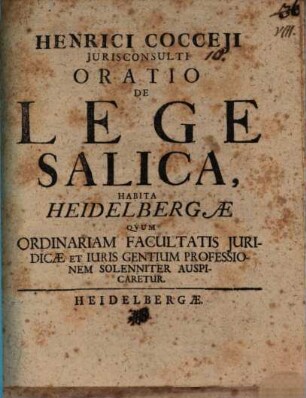 HENRICI COCCEJI
JURISCONSULTI
ORATIO
DE
LEGE
SALICA,
HABITA
HEIDELBERGÆ
QVUM
ORDINARIAM FACULTATIS JURI-
DICÆ ET IURIS GENTIUM PROFESSIO-
NEM SOLENNITER AUSPI-
CARETUR.
HEIDELBERGÆ.